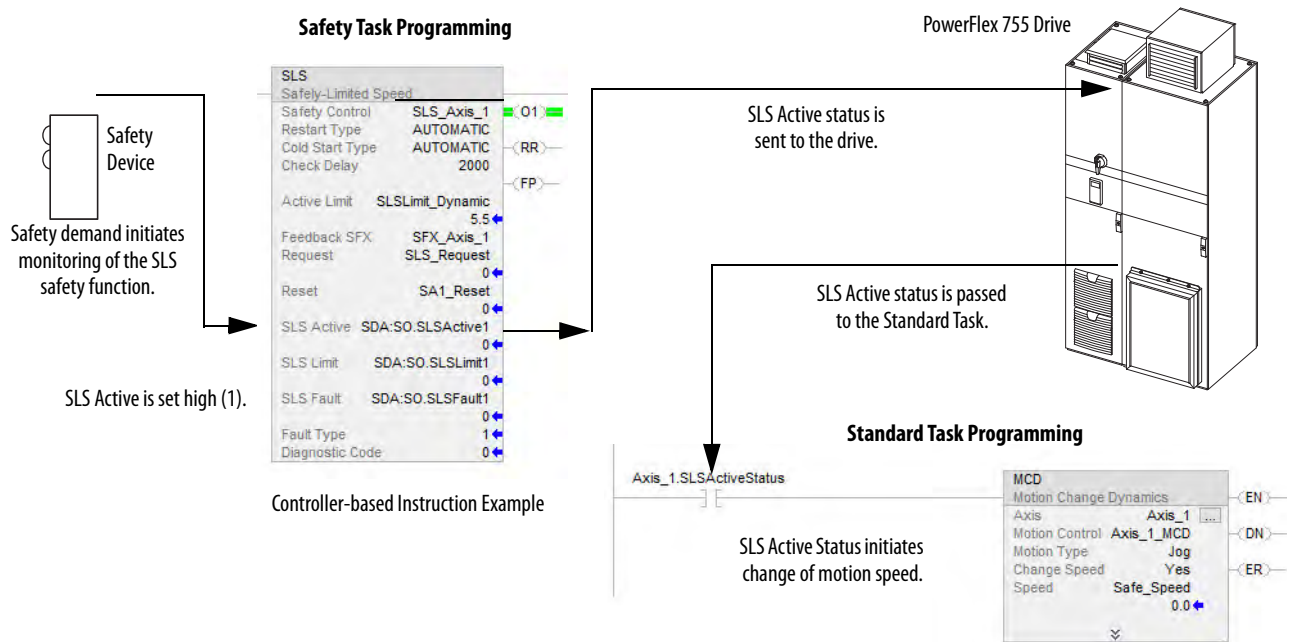 Safety Task Programming
PowerFlex 755 Drive
SLS
Safely-Limited Speed
Safety Control SLS_Axis_1 (O1)
Restart Type AUTOMATIC
Cold Start Type AUTOMATIC (RR)
Check Delay 2000
(FP)
Active Limit SLSLimit_Dynamic
5.5
Feedback SFX SFX_Axis_1
Request SLS_Request
0
Reset SA1_Reset
0
SLS Active SDA:SO.SLSActive1
0
SLS Limit SDA:SO.SLSLimit1
0
SLS Fault SDA:SO.SLSFault1
0
Fault Type 1
Diagnostic Code 0
Safety
Device
Safety demand initiates
monitoring of the SLS
safety function.
SLS Active is set high (1).
Controller-based Instruction Example
SLS Active status is
sent to the drive.
SLS Active status is passed
to the Standard Task.
Standard Task Programming
Axis_1.SLSActiveStatus
SLS Active Status initiates
change of motion speed.
MCD
Motion Change Dynamics (EN)
Axis Axis_1 ...
Motion Control Axis_1_MCD (DN)
Motion Type Jog
Change Speed Yes (ER)
Speed Safe_Speed
0.0